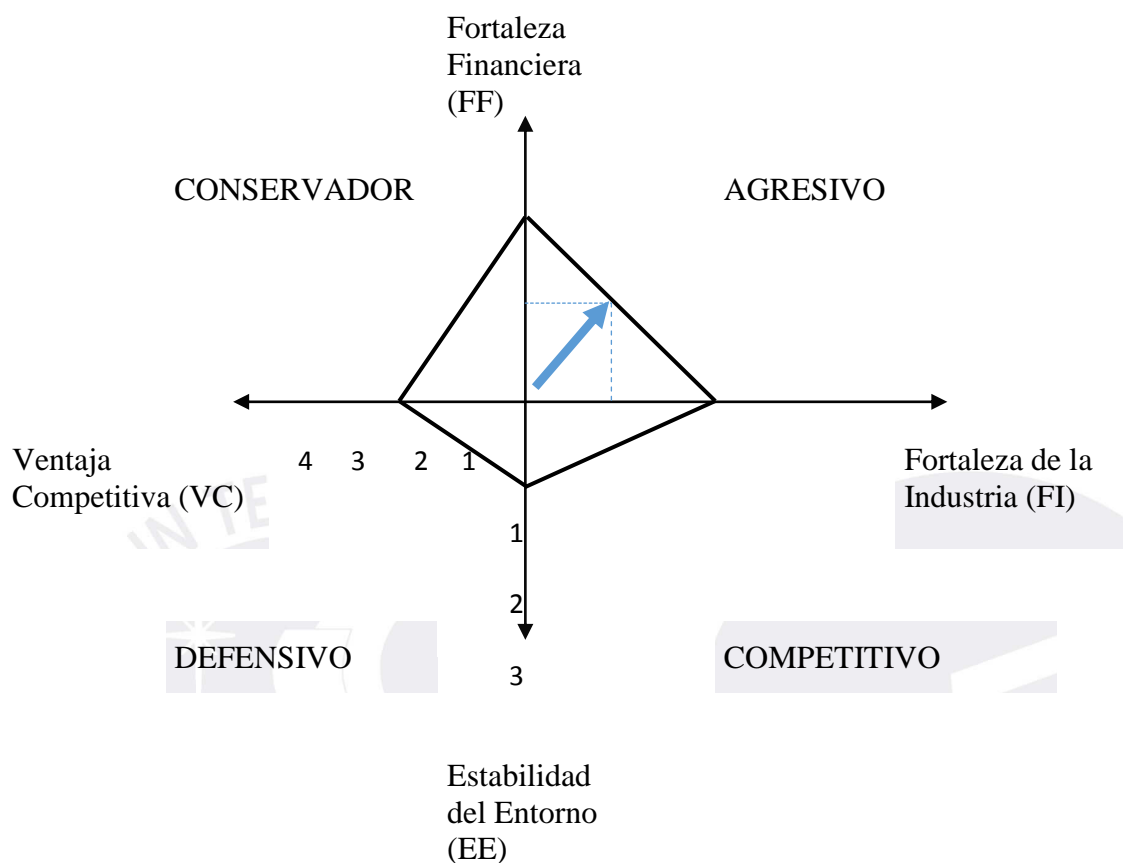 Fortaleza
Financiera
(FF)
CONSERVADOR
AGRESIVO
Ventaja
Competitiva (VC)
4 3 2 1
Fortaleza de la
Industria (FI)
1
2
DEFENSIVO
COMPETITIVO
3
Estabilidad
del Entorno
(EE)